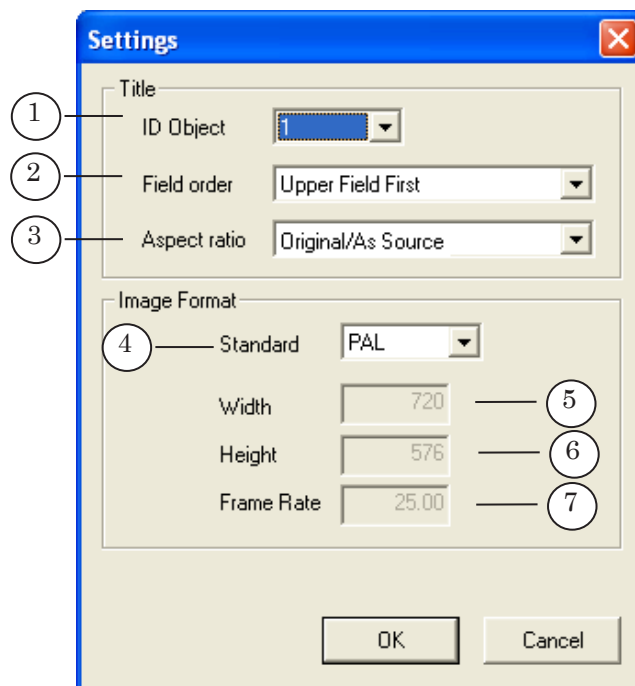 Settings
Title
1 ID Object 1
2 Field order Upper Field First
3 Aspect ratio Original/As Source
Image Format
4 Standard PAL
Width 720 5
Height 576 6
Frame Rate 25.00 7
OK Cancel